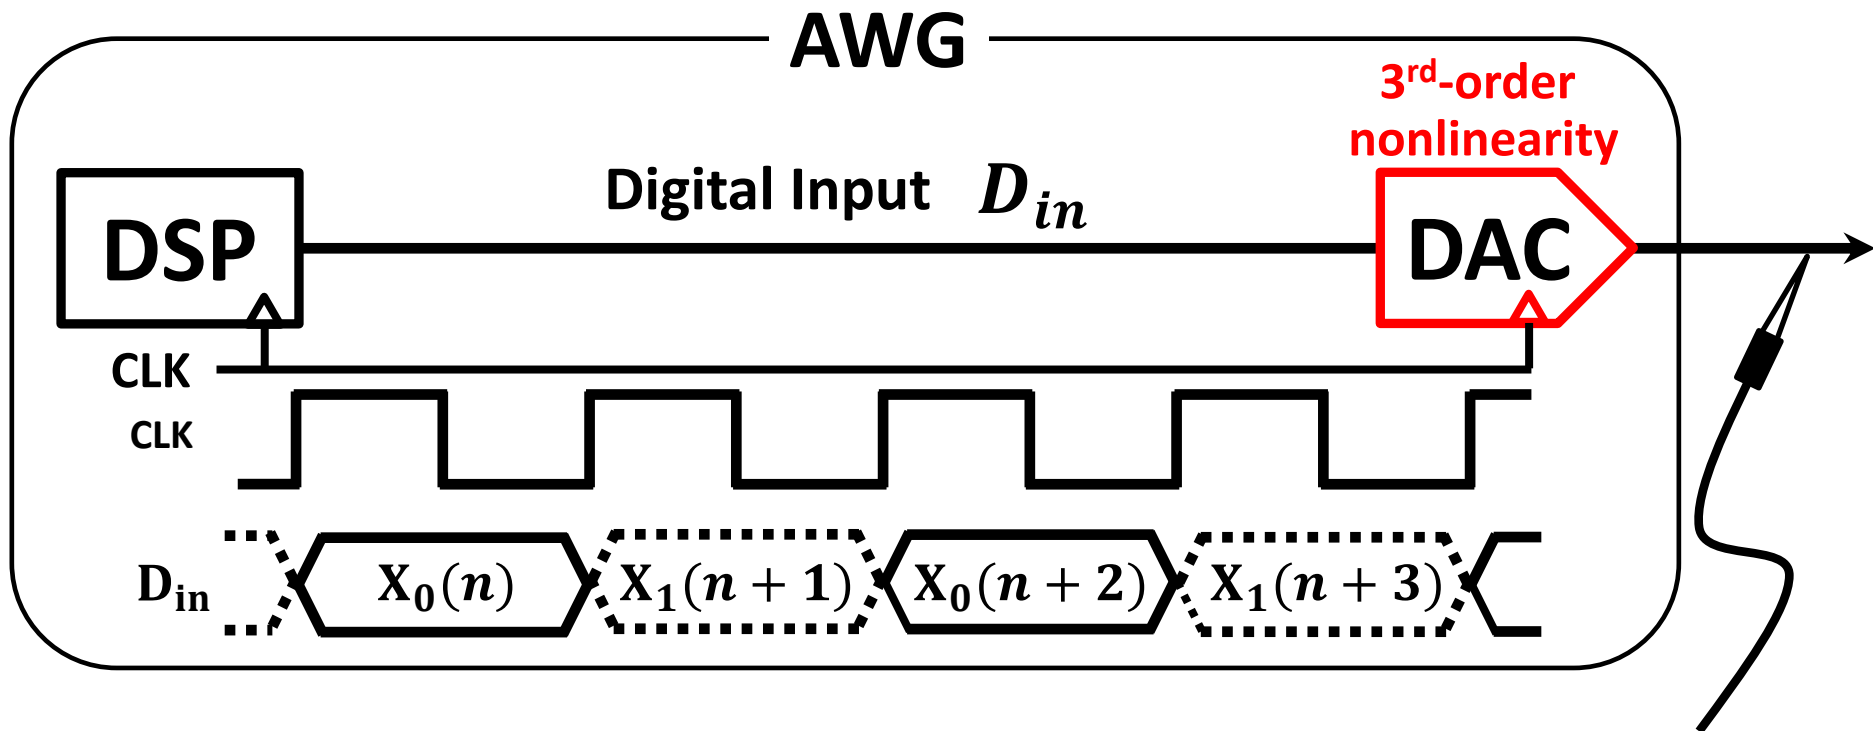 AWG
3rd-order
nonlinearity
Digital Input D_in
DSP
DAC
CLK
CLK
D_in X_0(n) X_1(n + 1) X_0(n + 2) X_1(n + 3)